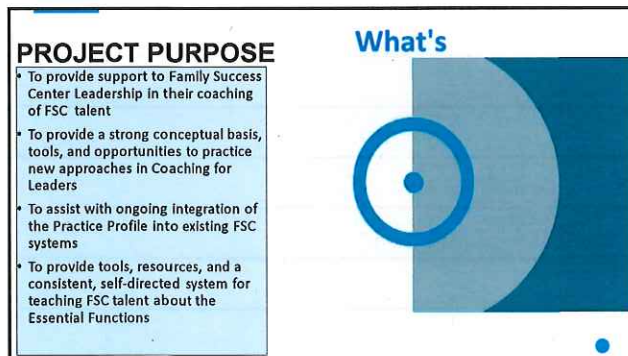 PROJECT PURPOSE
What's
• To provide support to Family Success
Center Leadership in their coaching
of FSC talent
• To provide a strong conceptual basis,
tools, and opportunities to practice
new approaches in Coaching for
Leaders
• To assist with ongoing integration of
the Practice Profile into existing FSC
systems
• To provide tools, resources, and a
consistent, self-directed system for
teaching FSC talent about the
Essential Functions